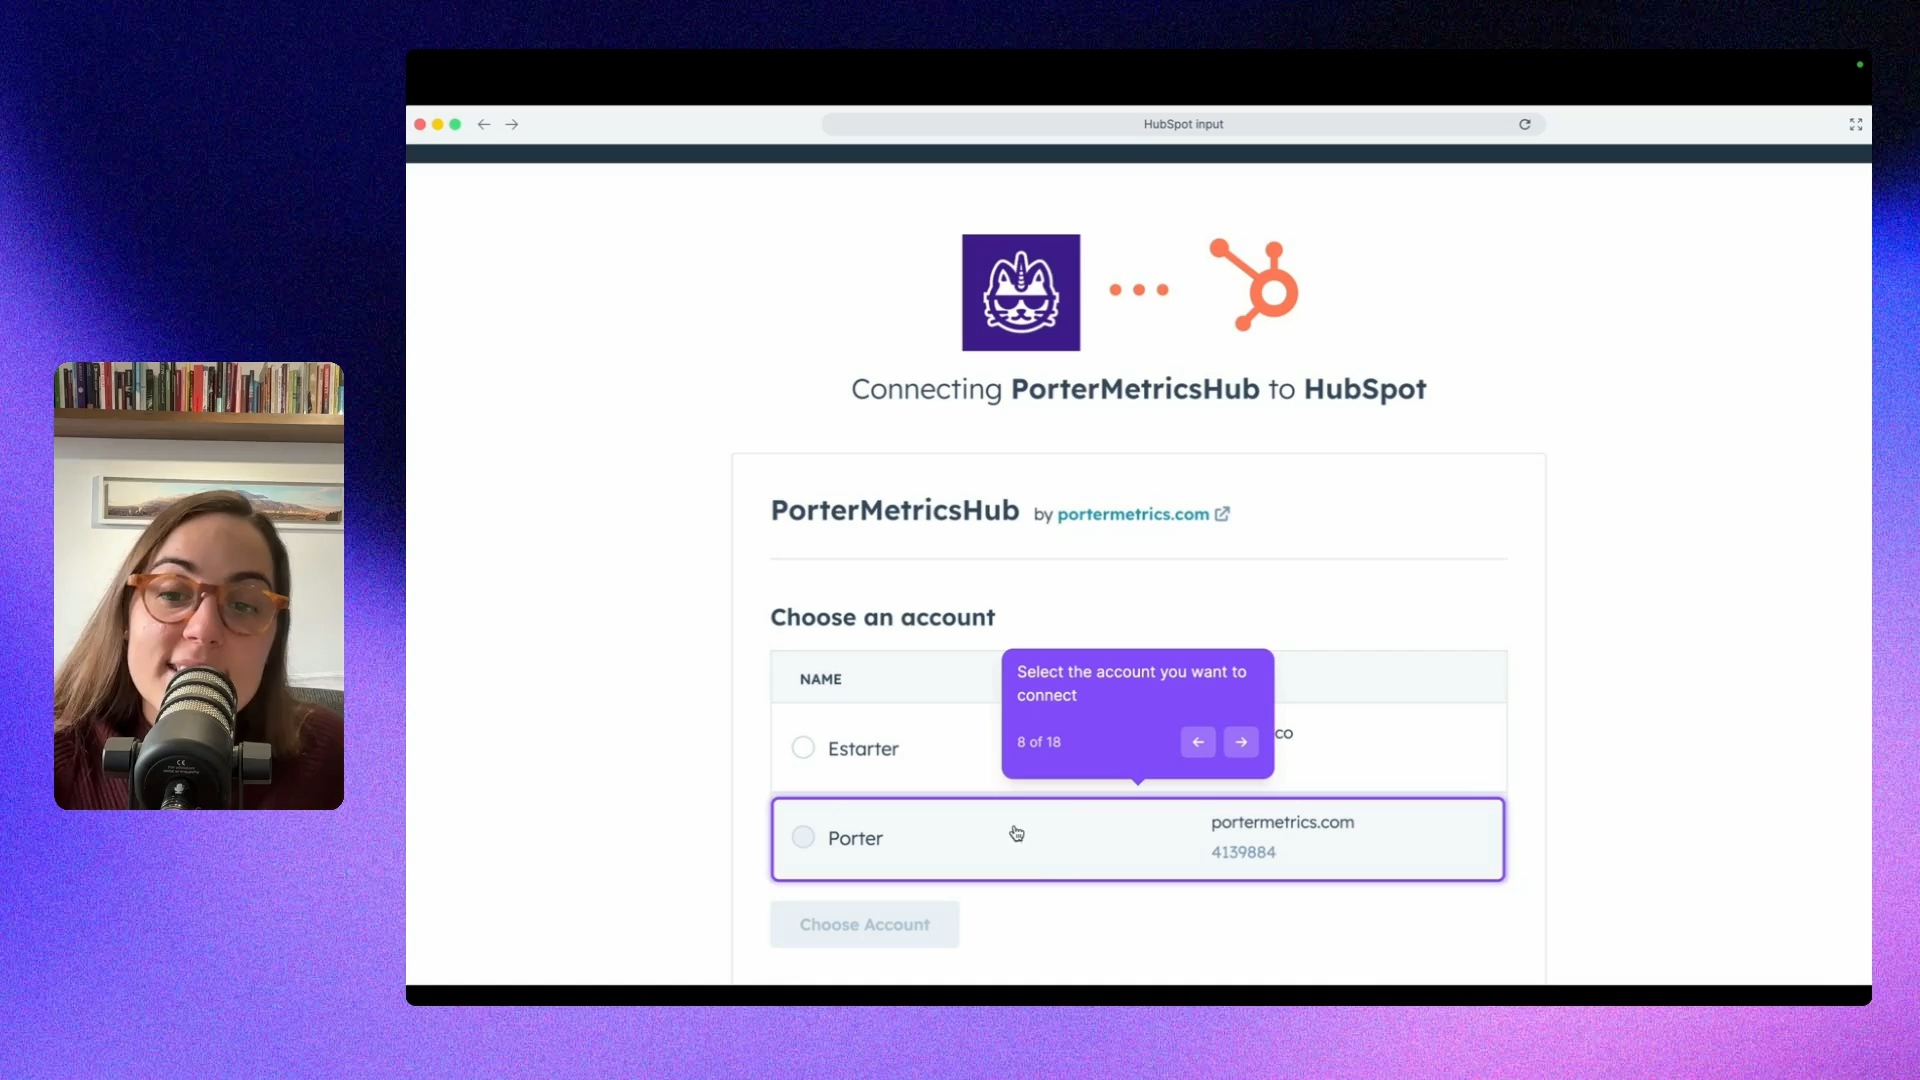 HubSpot input
Connecting PorterMetricsHub to HubSpot
PorterMetricsHub by portermetrics.com
Choose an account
NAME
Select the account you want to
connect
8 of 18
Estarter
co
Porter
portermetrics.com
4139884
Choose Account